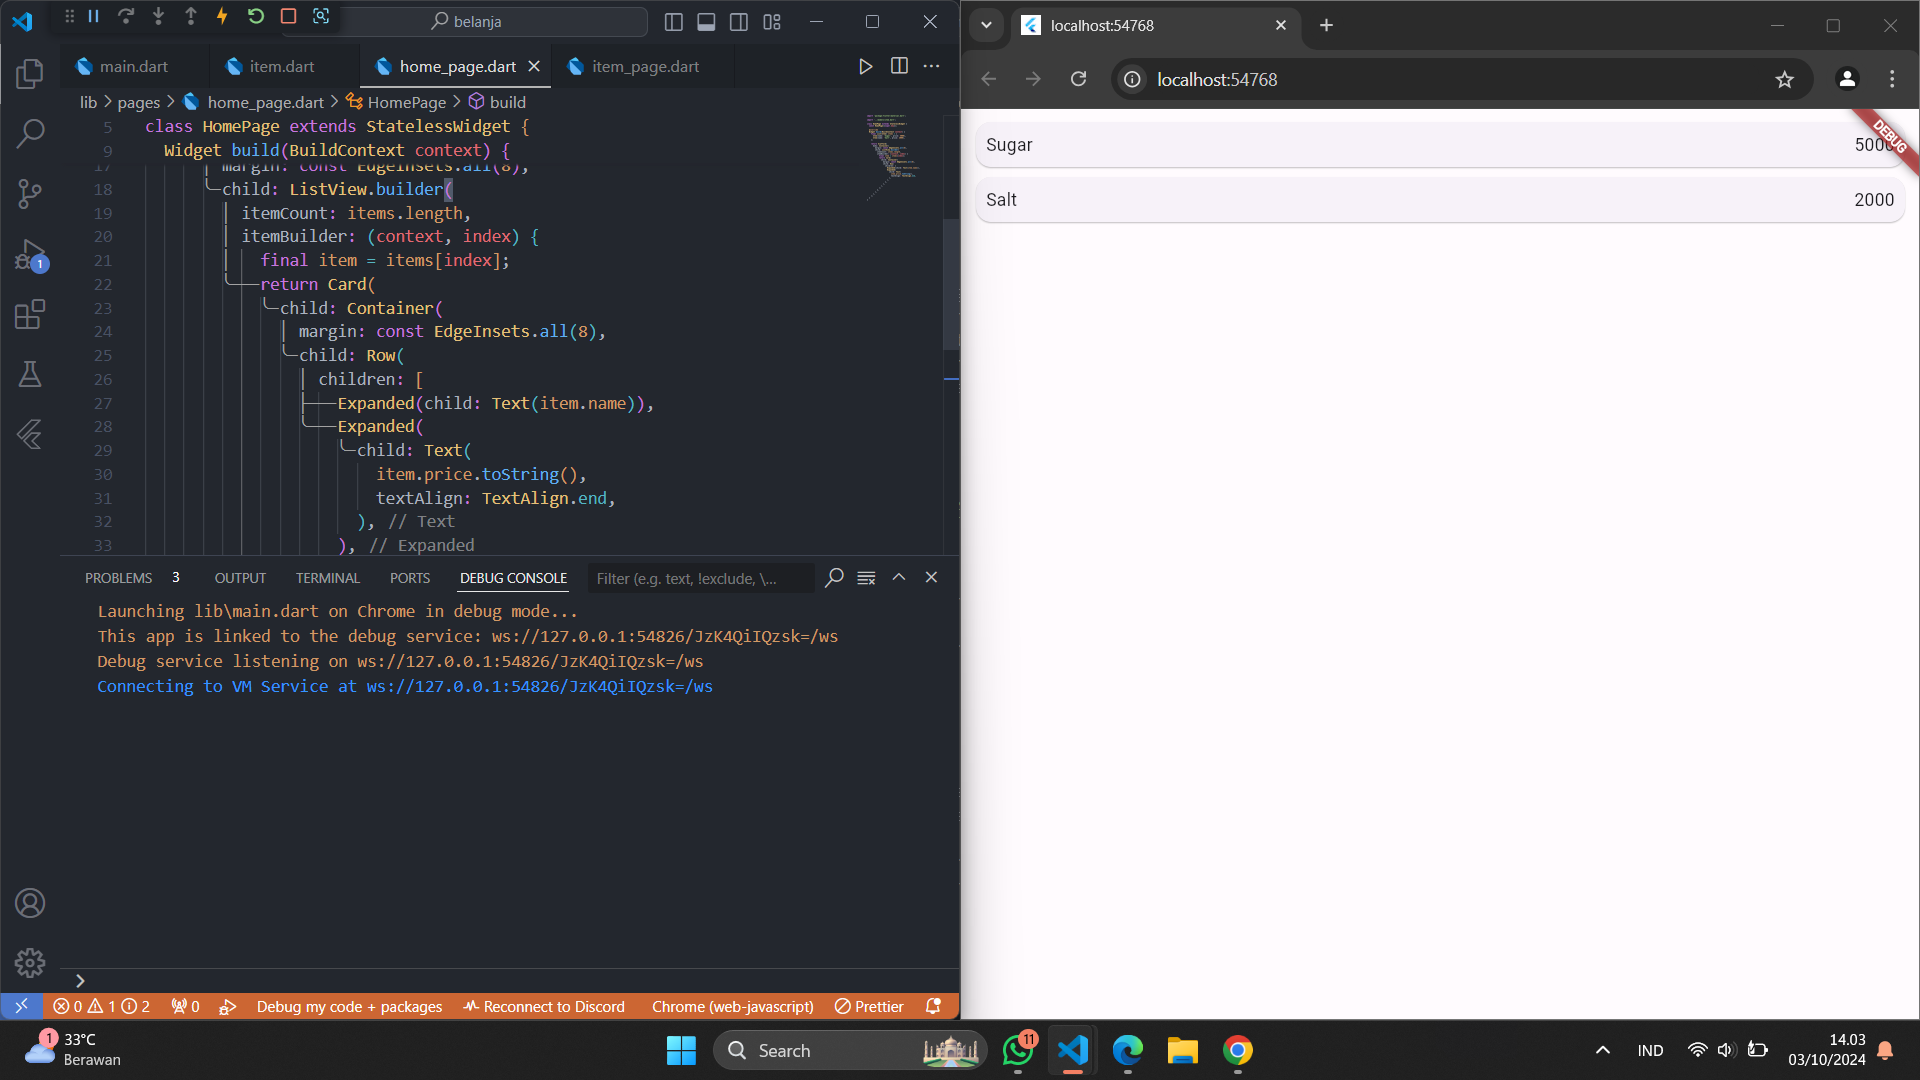 belanja
main.dart
item.dart
home_page.dart
item_page.dart
lib > pages > home_page.dart > HomePage > build
5 class HomePage extends StatelessWidget {
9 Widget build(BuildContext context) {
17 margin: const EdgeInsets.all(8),
18 child: ListView.builder(
19 itemCount: items.length,
20 itemBuilder: (context, index) {
21 final item = items[index];
22 return Card(
23 child: Container(
24 margin: const EdgeInsets.all(8),
25 child: Row(
26 children: [
27 Expanded(child: Text(item.name)),
28 Expanded(
29 child: Text(
30 item.price.toString(),
31 textAlign: TextAlign.end,
32 ), // Text
33 ), // Expanded
PROBLEMS 3 OUTPUT TERMINAL PORTS DEBUG CONSOLE Filter (e.g. text, !exclude, \...
Launching lib\main.dart on Chrome in debug mode...
This app is linked to the debug service: ws://127.0.0.1:54826/JzK4QiIQzsk=/ws
Debug service listening on ws://127.0.0.1:54826/JzK4QiIQzsk=/ws
Connecting to VM Service at ws://127.0.0.1:54826/JzK4QiIQzsk=/ws
1
0 1 2 0 Debug my code + packages Reconnect to Discord Chrome (web-javascript) Prettier
localhost:54768
localhost:54768
DEBUG
Sugar 5000
Salt 2000
1
33°C
Berawan
Search
11
IND
14.03
03/10/2024